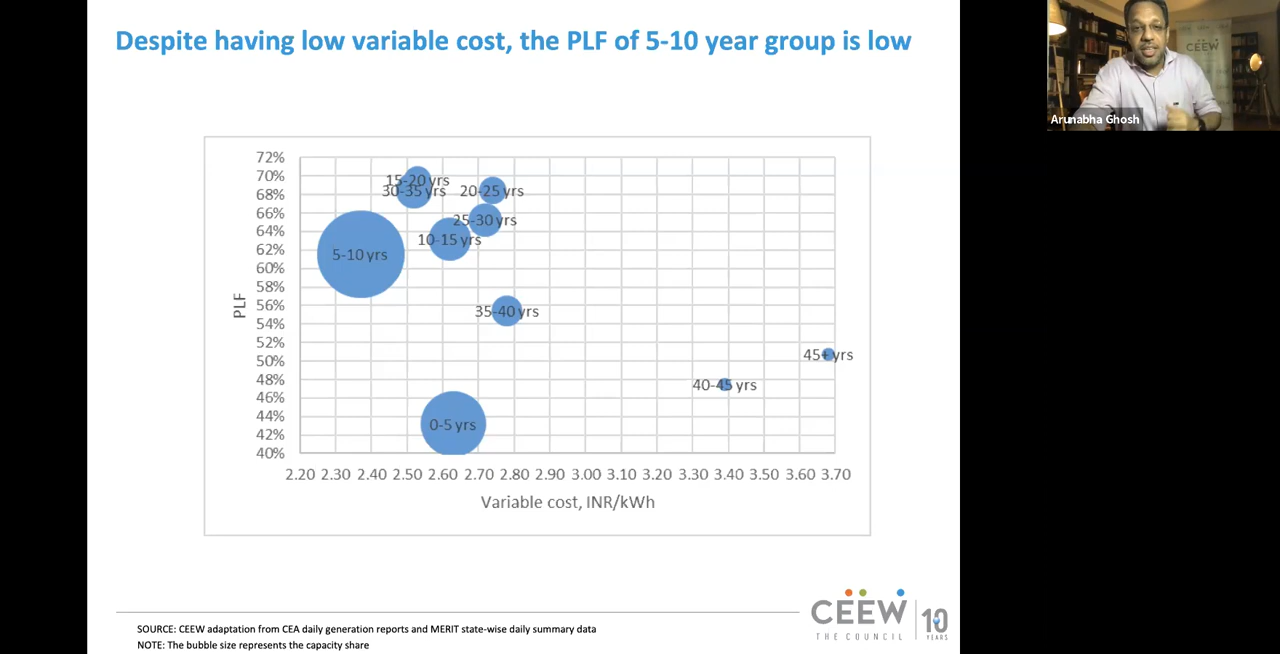 Despite having low variable cost, the PLF of 5-10 year group is low
CEEW
Arunabha Ghosh
72%
70%
68%
66%
64%
62%
60%
58%
56%
54%
52%
50%
48%
46%
44%
42%
40%
PLF
15-20 yrs
30-35 yrs
20-25 yrs
25-30 yrs
10-15 yrs
5-10 yrs
35-40 yrs
45+ yrs
40-45 yrs
0-5 yrs
2.20 2.30 2.40 2.50 2.60 2.70 2.80 2.90 3.00 3.10 3.20 3.30 3.40 3.50 3.60 3.70
Variable cost, INR/kWh
SOURCE: CEEW adaptation from CEA daily generation reports and MERIT state-wise daily summary data
NOTE: The bubble size represents the capacity share
CEEW
THE COUNCIL
10
YEARS